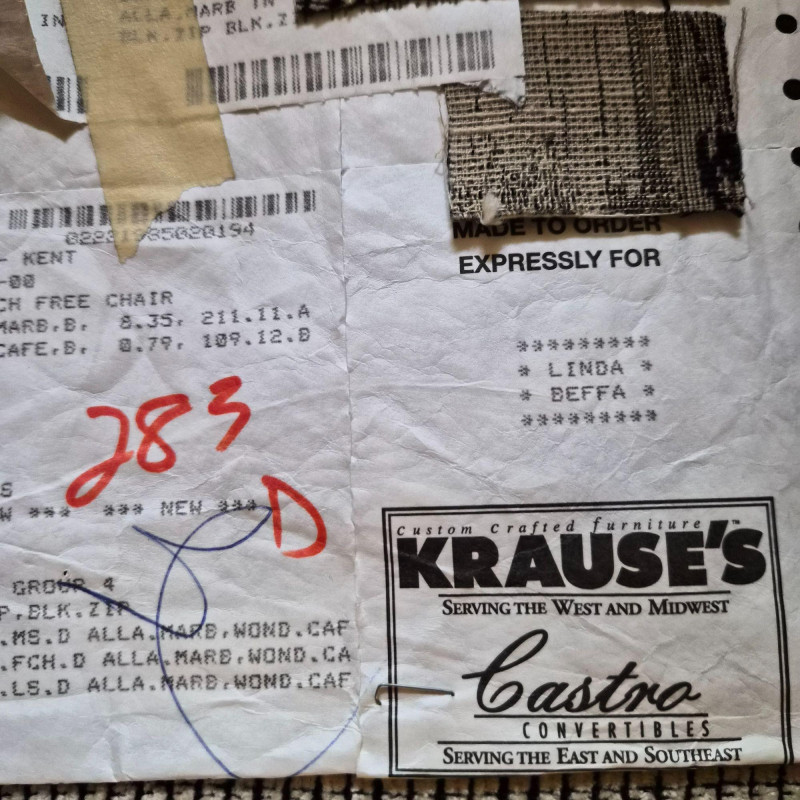 IN
ALLA.MARB IN
BLK.ZIP BLK.Z
- KENT
-00
CH FREE CHAIR
MARB.B, 8.35, 211.11.A
CAFE,B, 0.79, 109.12.B
283
S
W *** *** NEW ***
D
GROUP 4
P.BLK.ZIP
.MS.D ALLA.MARB,WOND.CAF
.FCH.D ALLA.MARB,WOND.CA
.LS.D ALLA.MARB,WOND.CAF
MADE TO ORDER
EXPRESSLY FOR
*********
* LINDA *
* BEFFA *
*********
Custom Crafted furniture™
KRAUSE'S
SERVING THE WEST AND MIDWEST
Castro
CONVERTIBLES
SERVING THE EAST AND SOUTHEAST